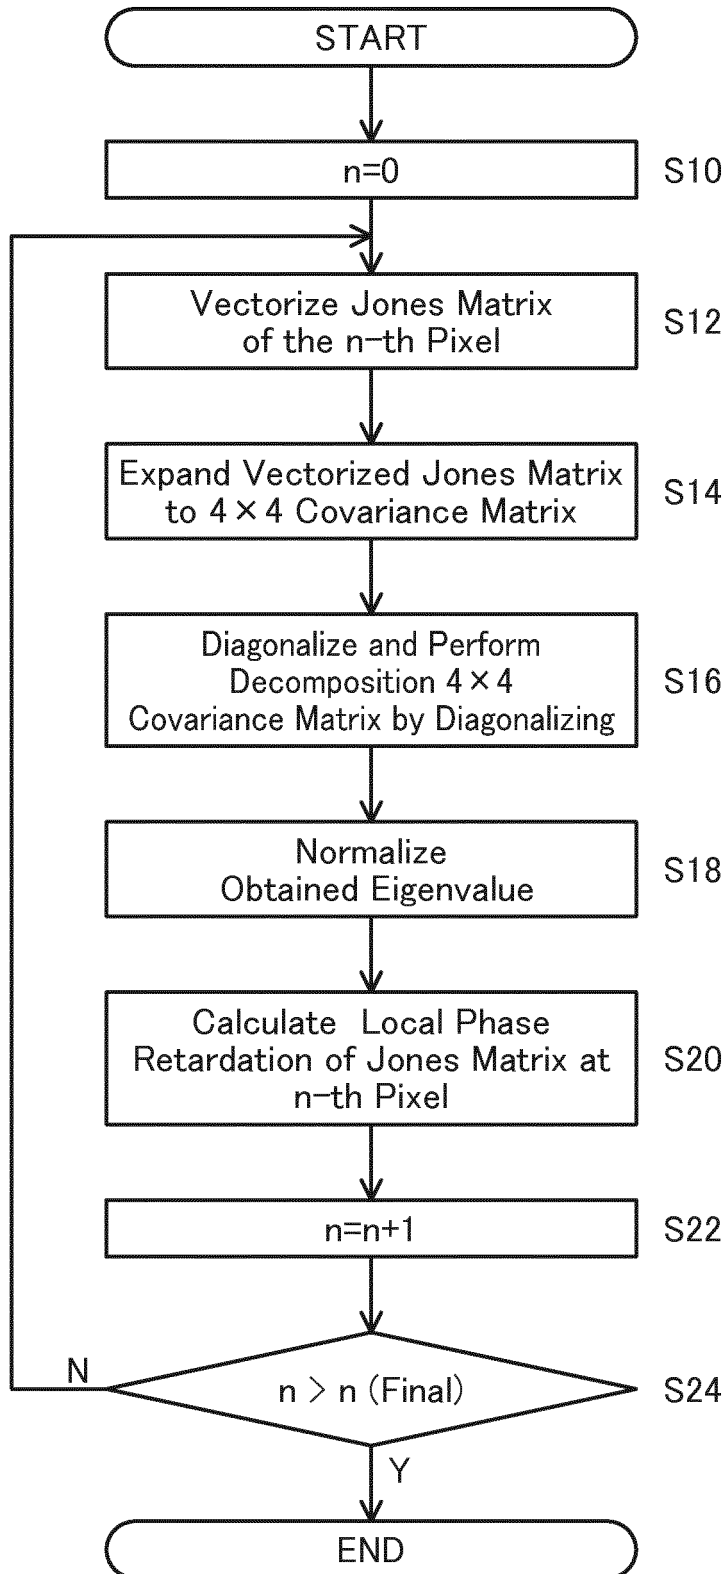 START
n=0
S10
Vectorize Jones Matrix
of the n-th Pixel
S12
Expand Vectorized Jones Matrix
to 4×4 Covariance Matrix
S14
Diagonalize and Perform
Decomposition 4×4
Covariance Matrix by Diagonalizing
S16
Normalize
Obtained Eigenvalue
S18
Calculate Local Phase
Retardation of Jones Matrix at
n-th Pixel
S20
n=n+1
S22
N
n > n (Final)
S24
Y
END